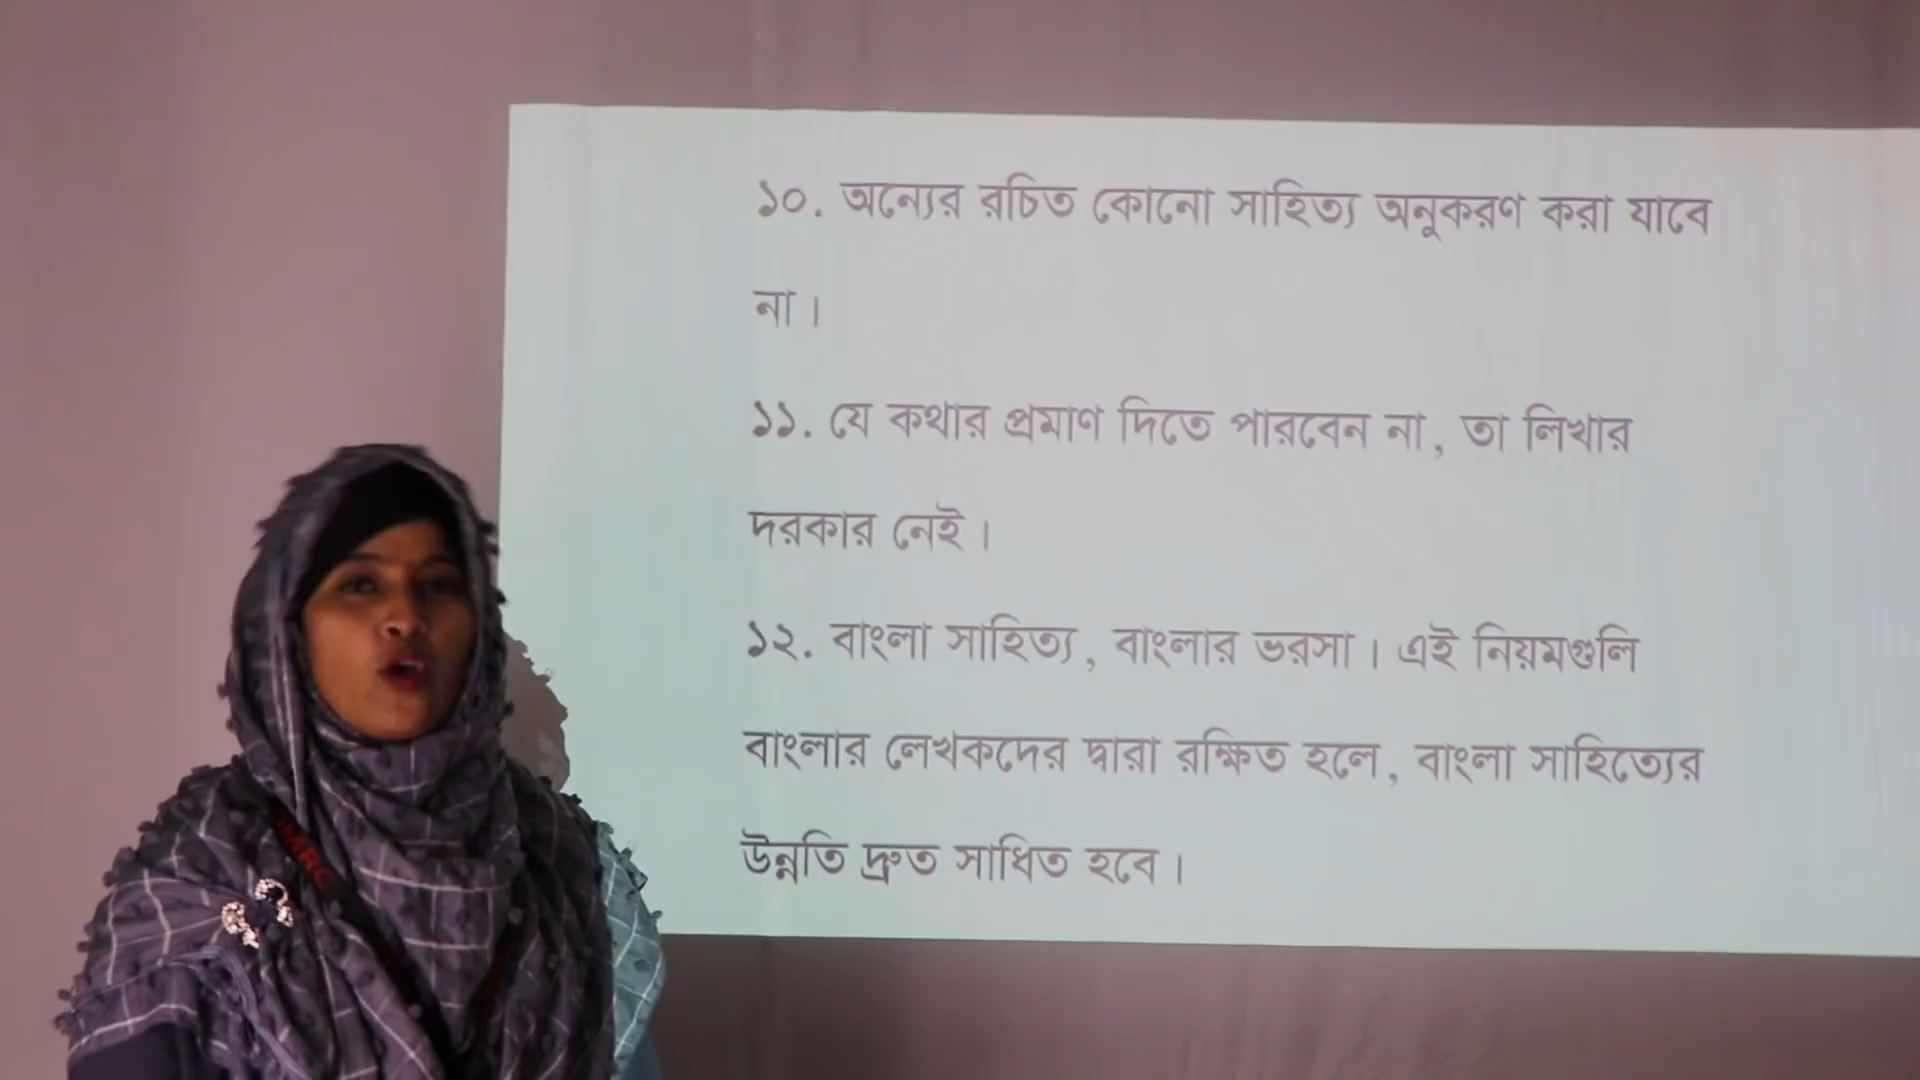 ১০. অন্যের রচিত কোনো সাহিত্য অনুকরণ করা যাবে
না।
১১. যে কথার প্রমাণ দিতে পারবেন না, তা লিখার
দরকার নেই।
১২. বাংলা সাহিত্য, বাংলার ভরসা। এই নিয়মগুলি
বাংলার লেখকদের দ্বারা রক্ষিত হলে, বাংলা সাহিত্যের
উন্নতি দ্রুত সাধিত হবে।